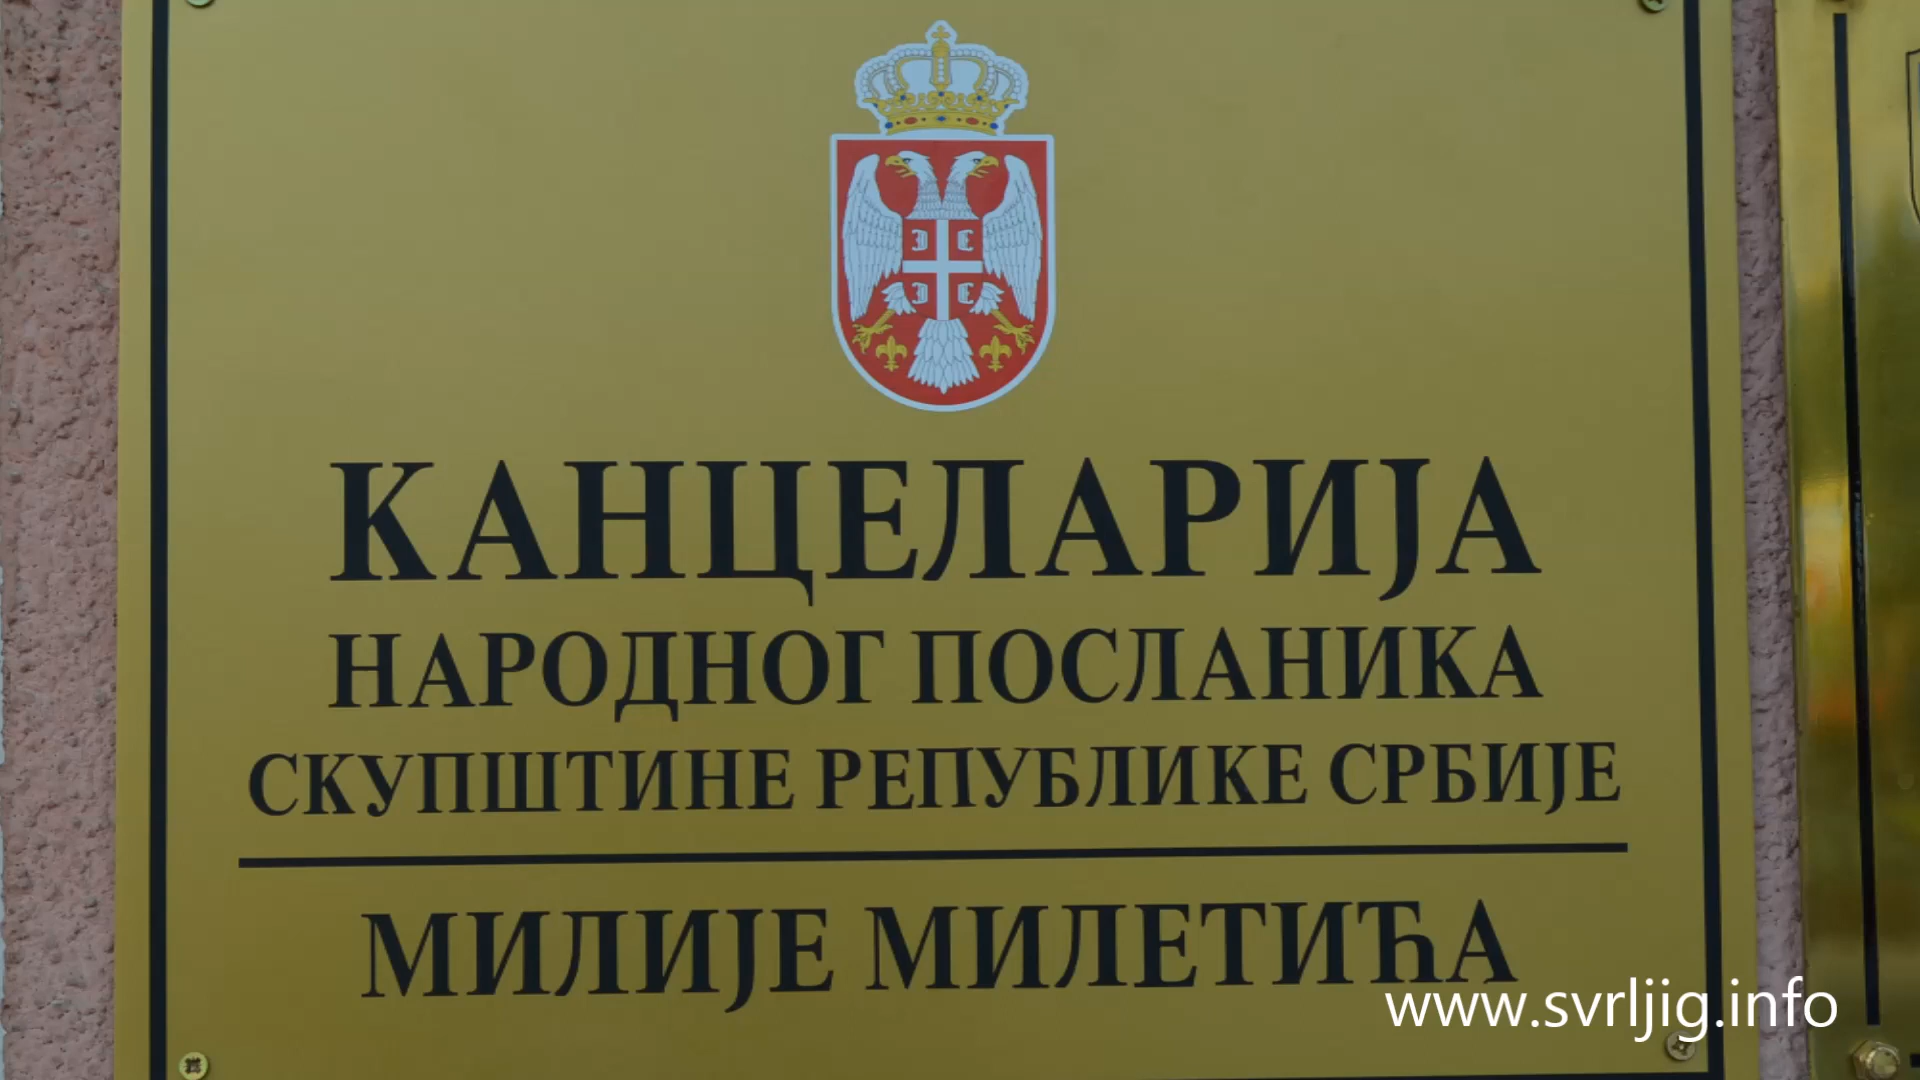 КАНЦЕЛАРИЈА
НАРОДНОГ ПОСЛАНИКА
СКУПШТИНЕ РЕПУБЛИКЕ СРБИЈЕ
МИЛИЈЕ МИЛЕТИЋА
www.svrljig.info